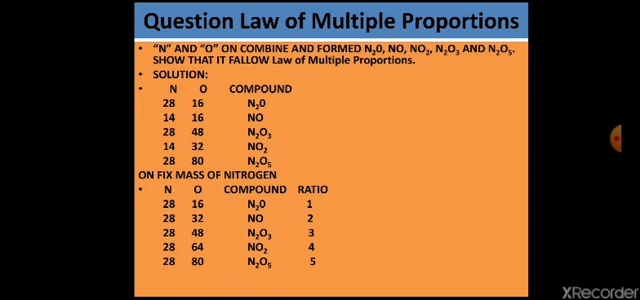 Question Law of Multiple Proportions
• "N" AND "O" ON COMBINE AND FORMED N₂0, NO, NO₂, N₂O₃ AND N₂O₅.
SHOW THAT IT FALLOW Law of Multiple Proportions.
• SOLUTION:
• N O COMPOUND
28 16 N₂0
14 16 NO
28 48 N₂O₃
14 32 NO₂
28 80 N₂O₅
ON FIX MASS OF NITROGEN
• N O COMPOUND RATIO
28 16 N₂0 1
28 32 NO 2
28 48 N₂O₃ 3
28 64 NO₂ 4
28 80 N₂O₅ 5
XRecorder